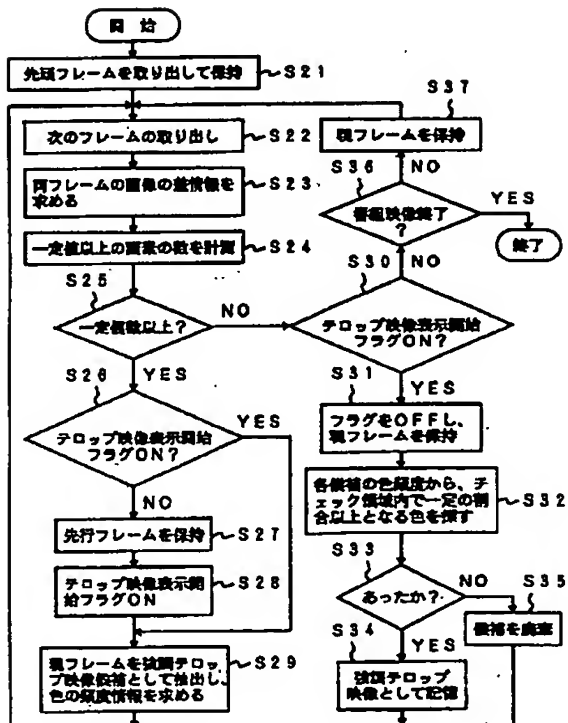 開始
先頭フレームを取り出して保持
S21
次のフレームの取り出し
S22
両フレームの画像の差情報を
求める
S23
一定値以上の画素の数を計測
S24
S25
一定個数以上?
NO
YES
S26
テロップ映像表示開始
フラグON?
YES
NO
先行フレームを保持
S27
テロップ映像表示開
始フラグON
S28
現フレームを強調テロッ
プ映像候補として抽出し、
色の頻度情報を求める
S29
S37
現フレームを保持
S36
NO
番組映像終了
?
YES
終了
S30
NO
テロップ映像表示開始
フラグON?
S31
YES
フラグをOFFし、
現フレームを保持
各候補の色頻度から、チ
ェック領域内で一定の割
合以上となる色を探す
S32
S33
あったか?
NO
S35
候補を廃棄
S34
YES
強調テロップ
映像として記憶